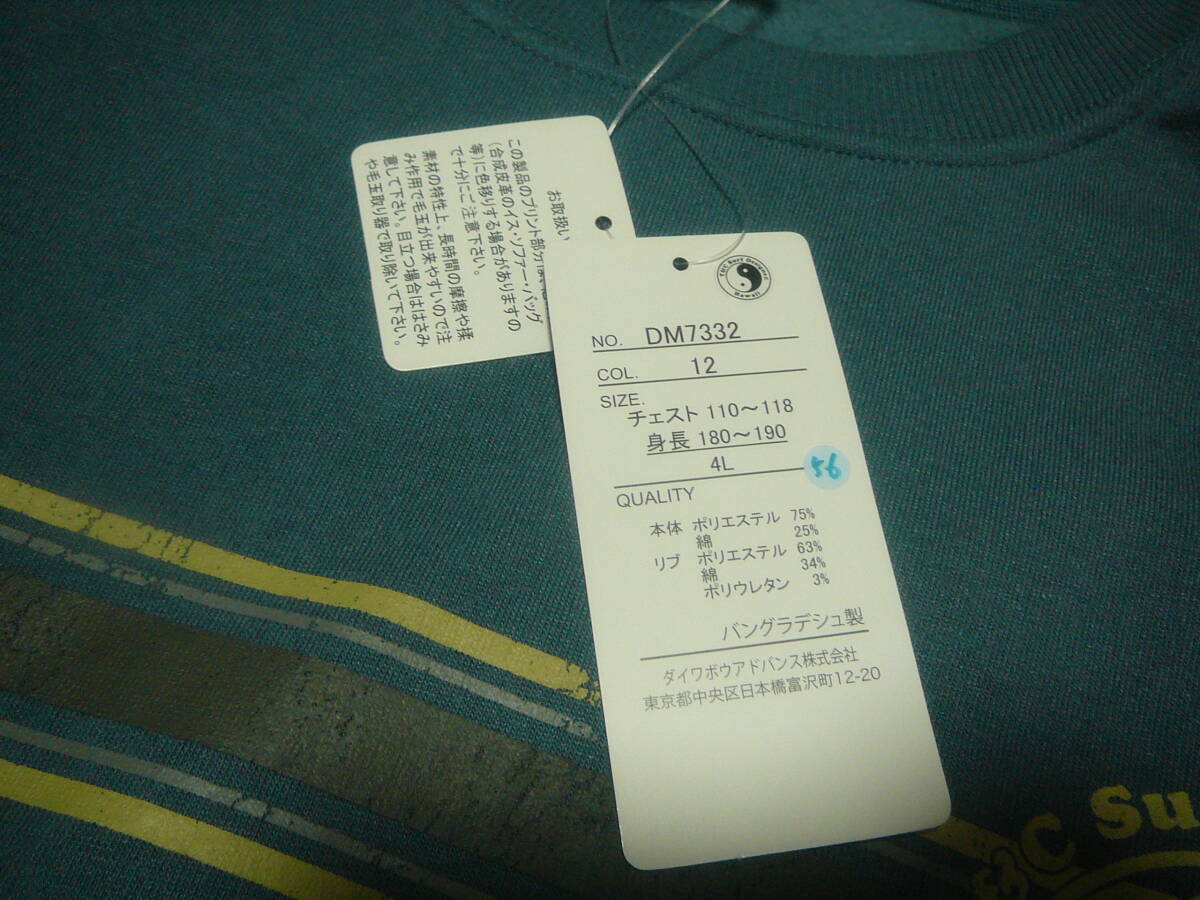 お取扱い
この製品のプリント部分は
(合成皮革のイス・ソファー・バッグ
等)に色移りする場合がありますの
で十分にご注意下さい。
素材の特性上、長時間の摩擦や揉
み作用で毛玉が出来やすいので注
意して下さい。目立つ場合ははさみ
や毛玉取り器で取り除いて下さい。
T&C Surf Designs
Hawaii
NO. DM7332
COL. 12
SIZE.
チェスト 110～118
身長 180～190
4L
56
QUALITY
本体 ポリエステル 75%
綿 25%
リブ ポリエステル 63%
綿 34%
ポリウレタン 3%
バングラデシュ製
ダイワボウアドバンス株式会社
東京都中央区日本橋富沢町12-20
&C Su